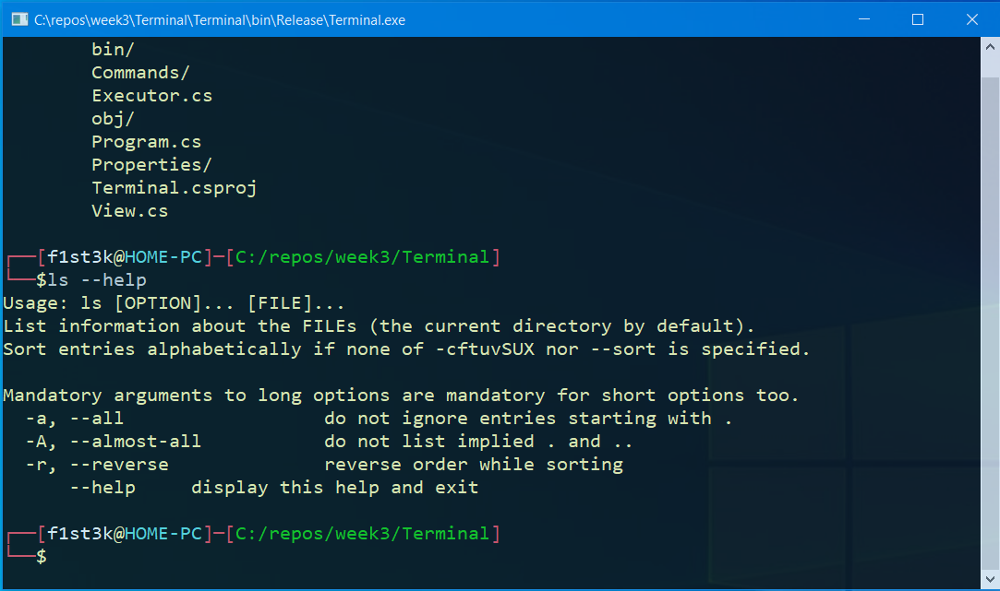 C:\repos\week3\Terminal\Terminal\bin\Release\Terminal.exe
bin/
Commands/
Executor.cs
obj/
Program.cs
Properties/
Terminal.csproj
View.cs
┌──[f1st3k@HOME-PC]─[C:/repos/week3/Terminal]
└──$ls --help
Usage: ls [OPTION]... [FILE]...
List information about the FILEs (the current directory by default).
Sort entries alphabetically if none of -cftuvSUX nor --sort is specified.
Mandatory arguments to long options are mandatory for short options too.
  -a, --all                  do not ignore entries starting with .
  -A, --almost-all           do not list implied . and ..
  -r, --reverse              reverse order while sorting
      --help     display this help and exit
┌──[f1st3k@HOME-PC]─[C:/repos/week3/Terminal]
└──$